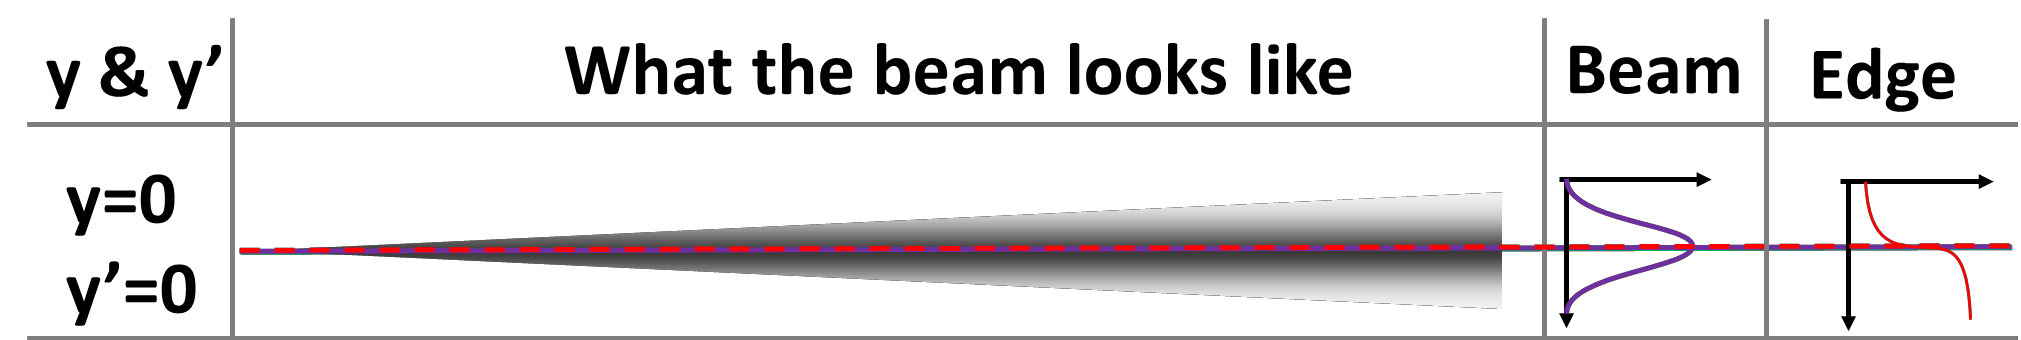 y & y’
What the beam looks like
Beam
Edge
y=0
y’=0